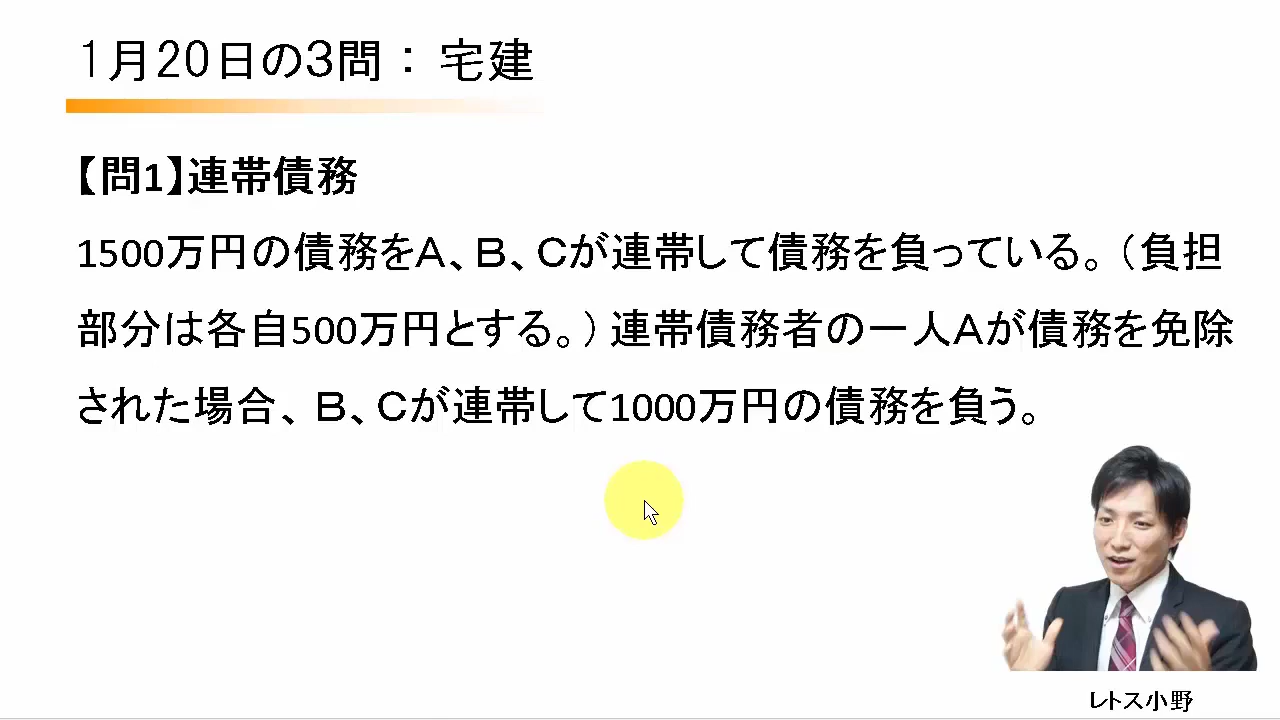 1月20日の3問：宅建
【問1】連帯債務
1500万円の債務をＡ、Ｂ、Ｃが連帯して債務を負っている。（負担
部分は各自500万円とする。）連帯債務者の一人Ａが債務を免除
された場合、Ｂ、Ｃが連帯して1000万円の債務を負う。
レトス小野